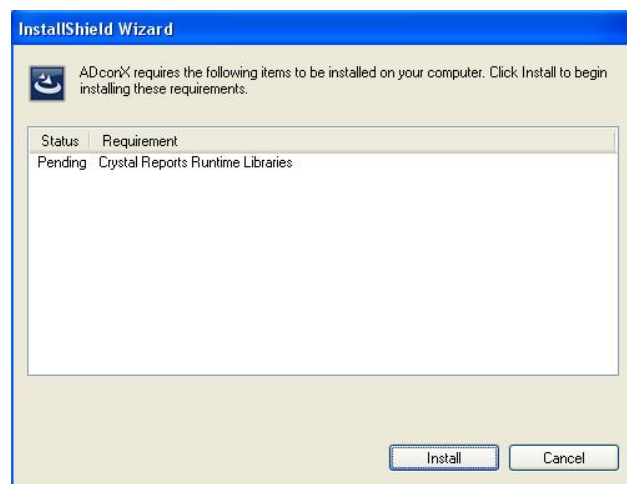 InstallShield Wizard
ADconX requires the following items to be installed on your computer. Click Install to begin
installing these requirements.
Status Requirement
Pending Crystal Reports Runtime Libraries
Install Cancel